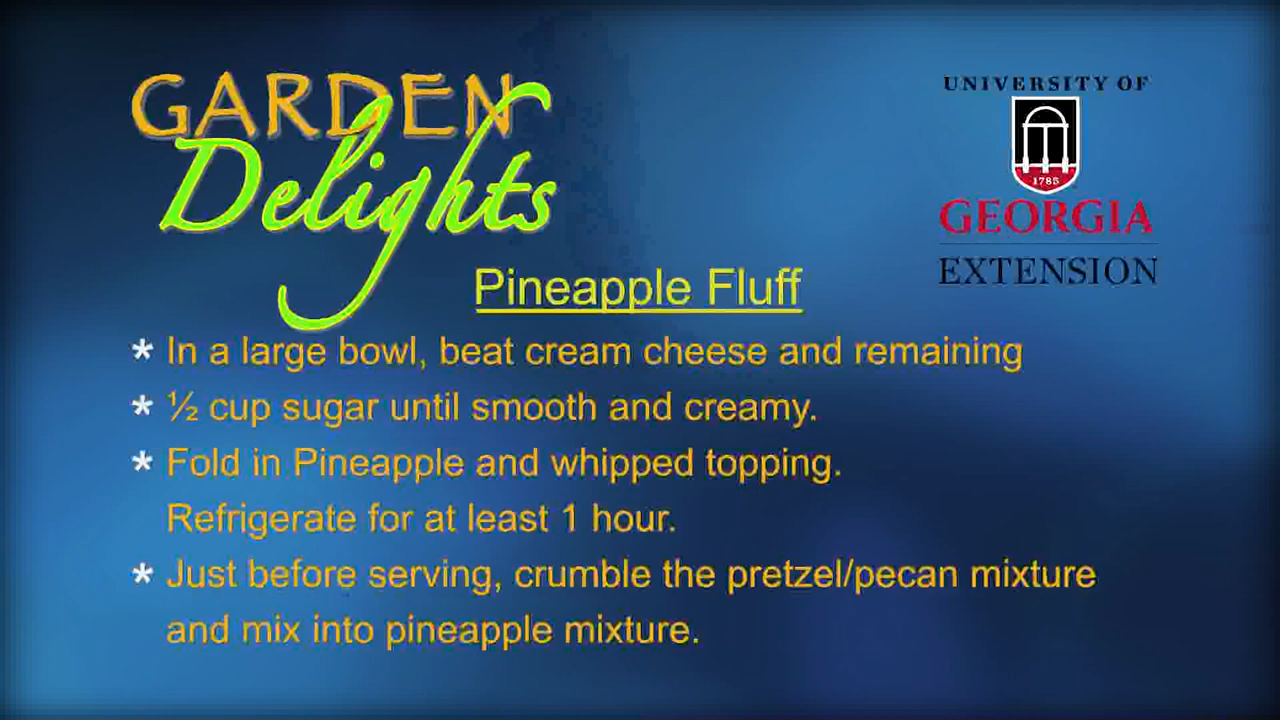 GARDEN
Delights
UNIVERSITY OF
1785
GEORGIA
EXTENSION
Pineapple Fluff
* In a large bowl, beat cream cheese and remaining
* ½ cup sugar until smooth and creamy.
* Fold in Pineapple and whipped topping.
Refrigerate for at least 1 hour.
* Just before serving, crumble the pretzel/pecan mixture
and mix into pineapple mixture.